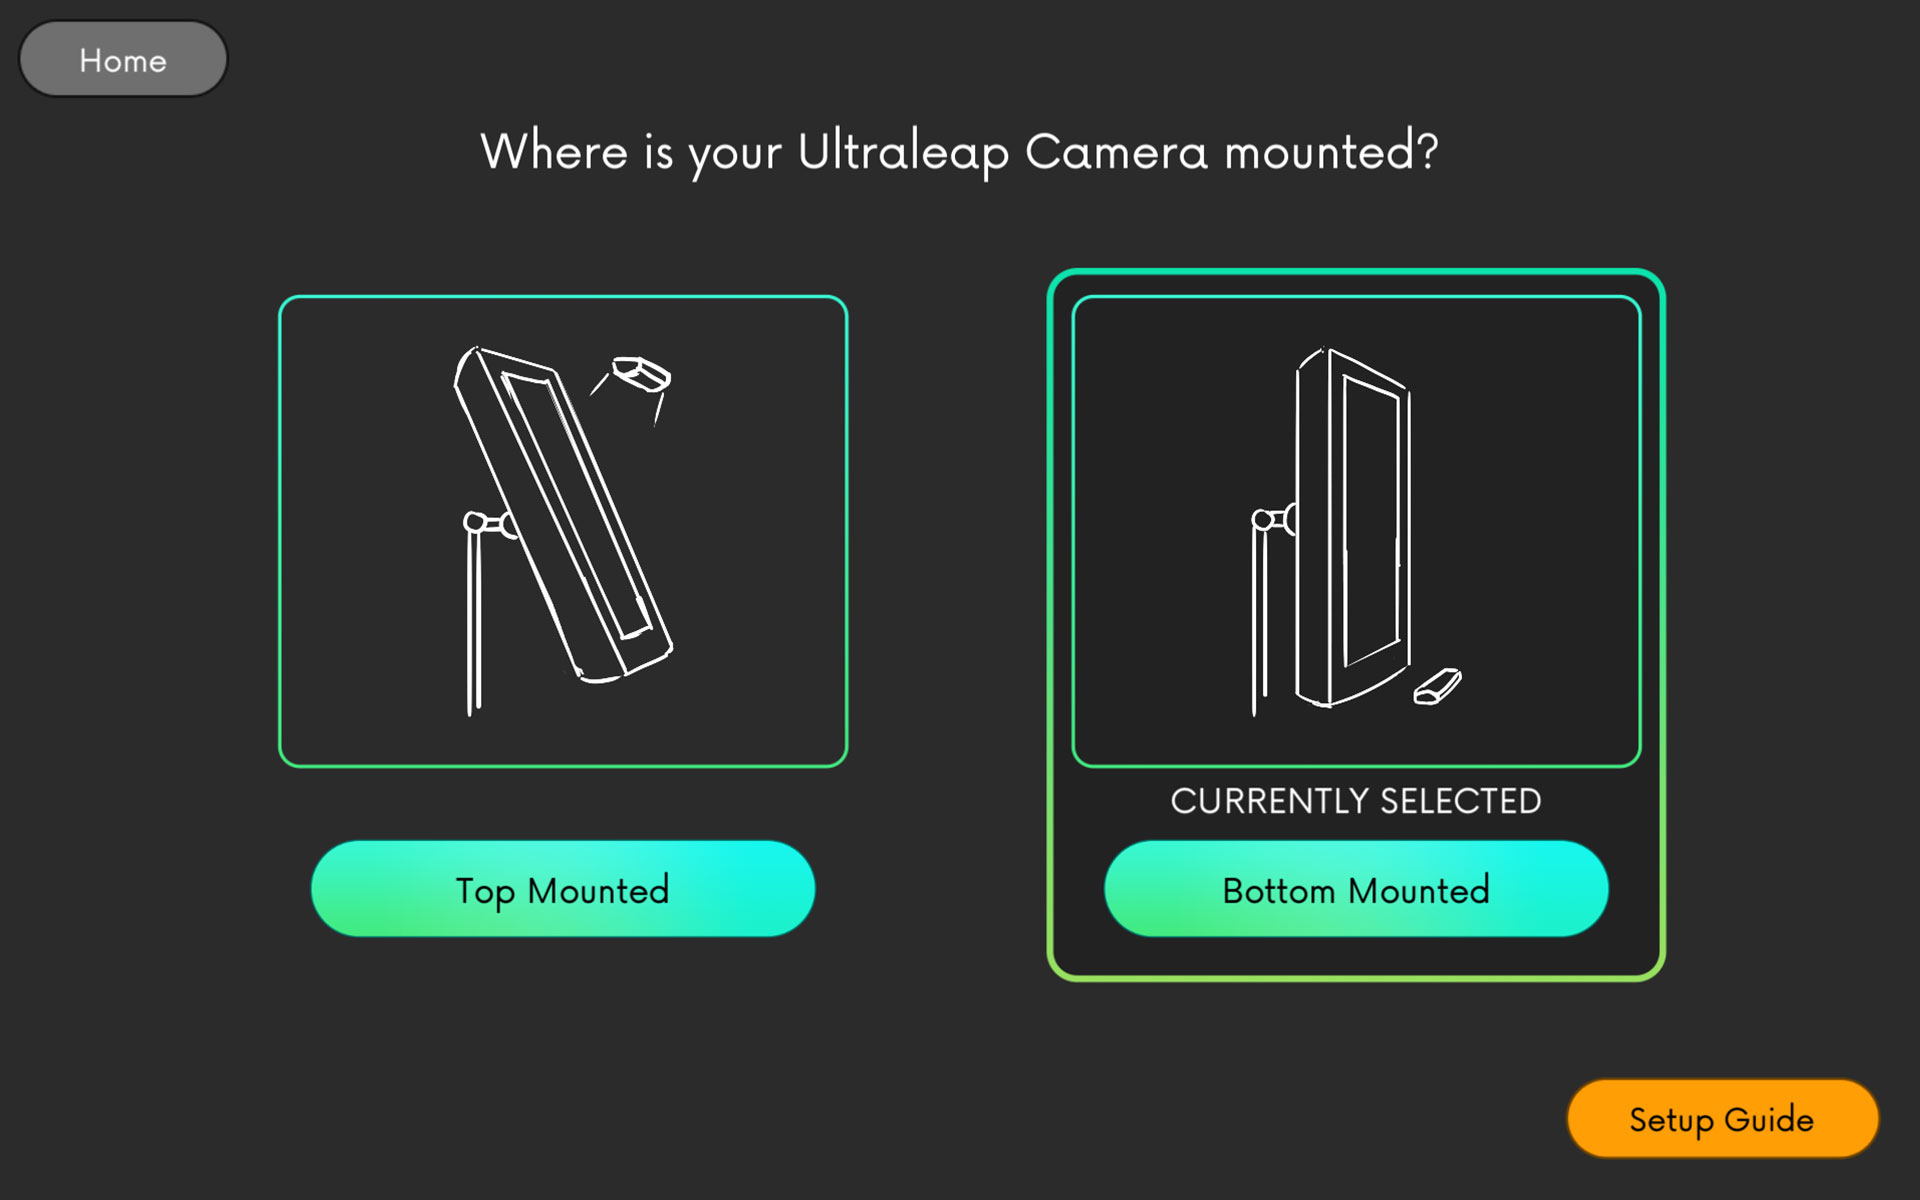 Home
Where is your Ultraleap Camera mounted?
CURRENTLY SELECTED
Top Mounted
Bottom Mounted
Setup Guide